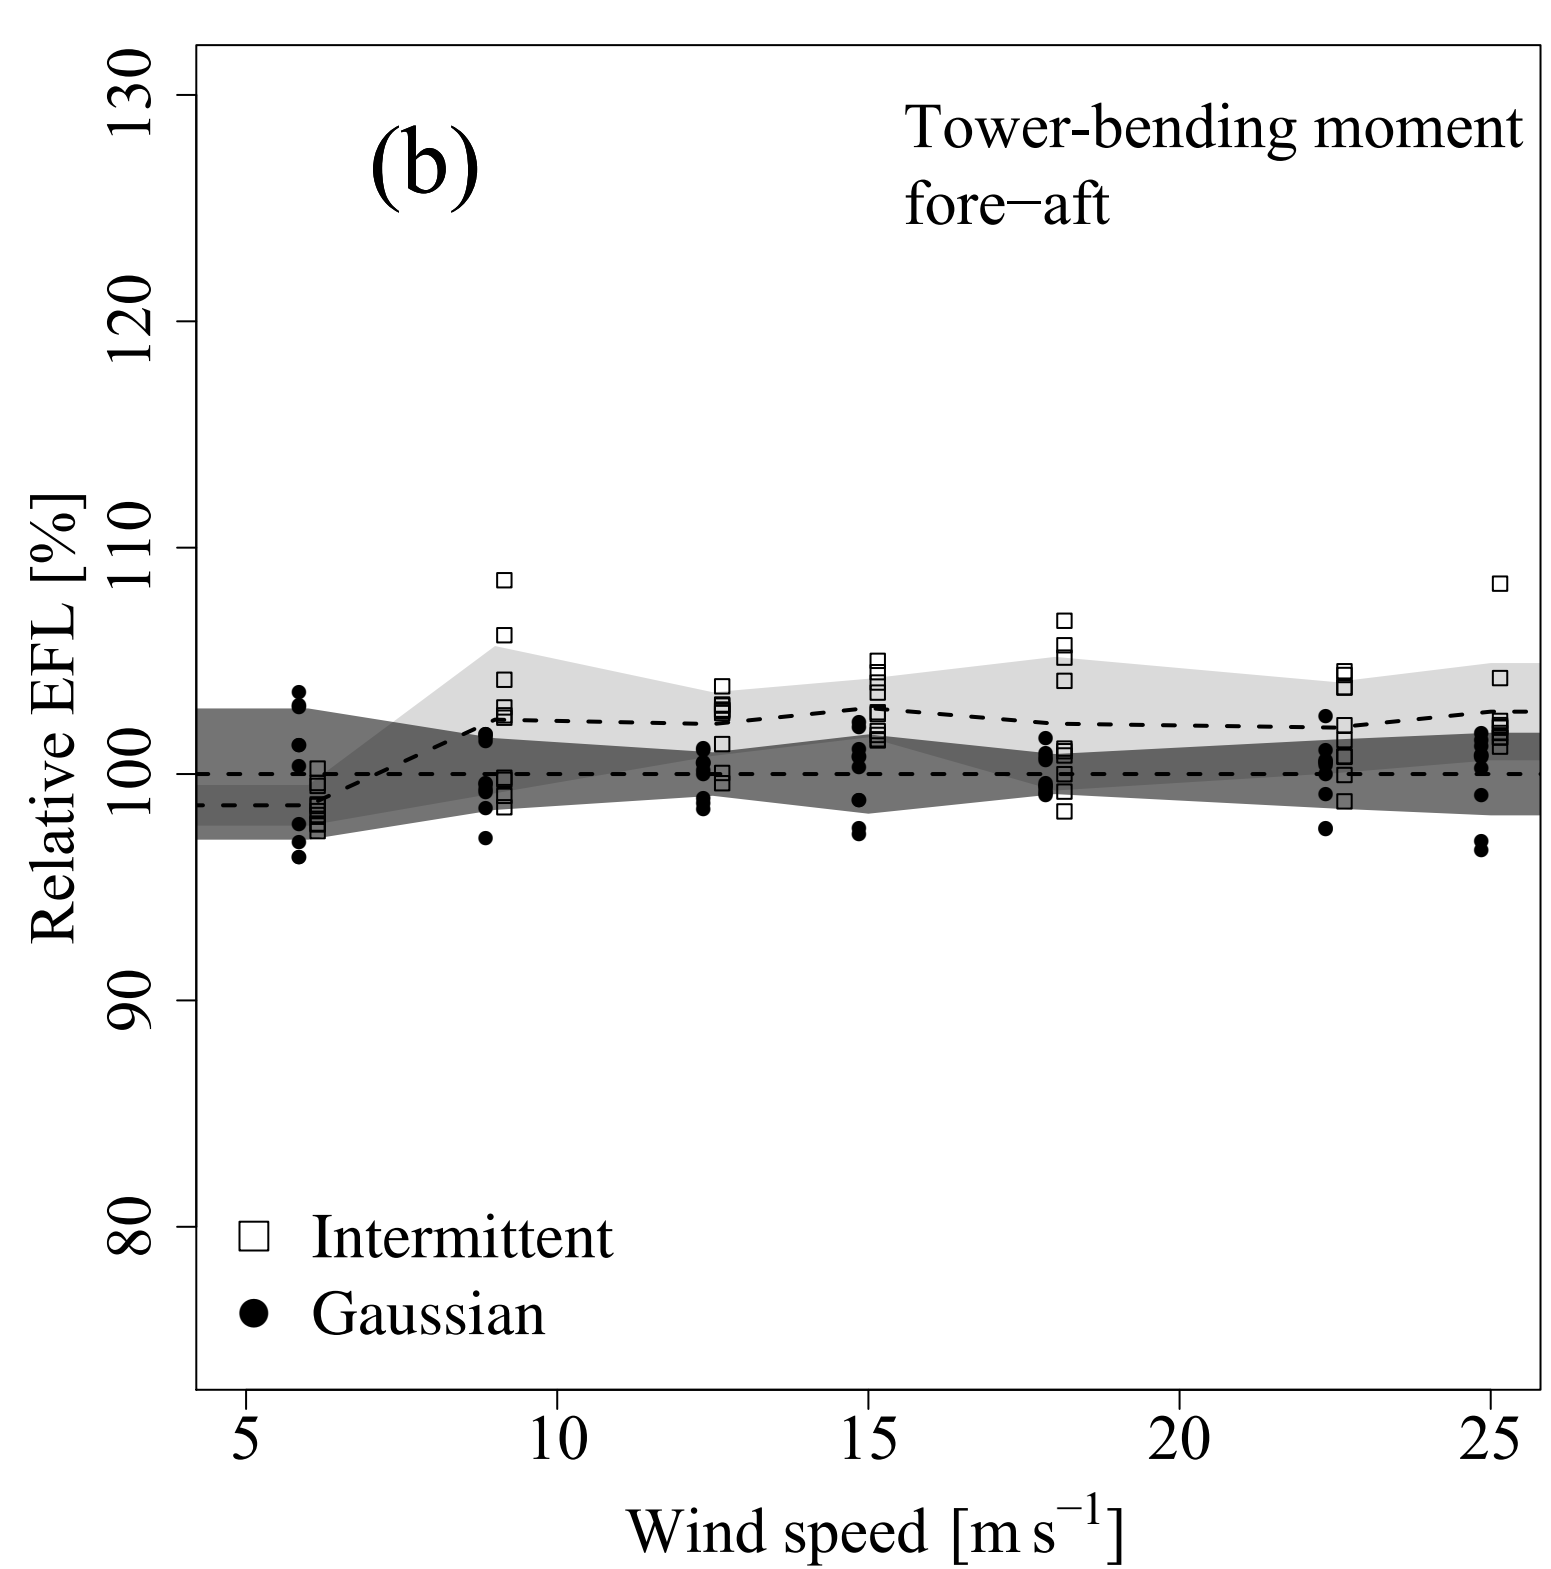 (b)
Tower-bending moment
fore−aft
Relative EFL [%]
130
120
110
100
90
80
Intermittent
Gaussian
5 10 15 20 25
Wind speed [m s⁻¹]